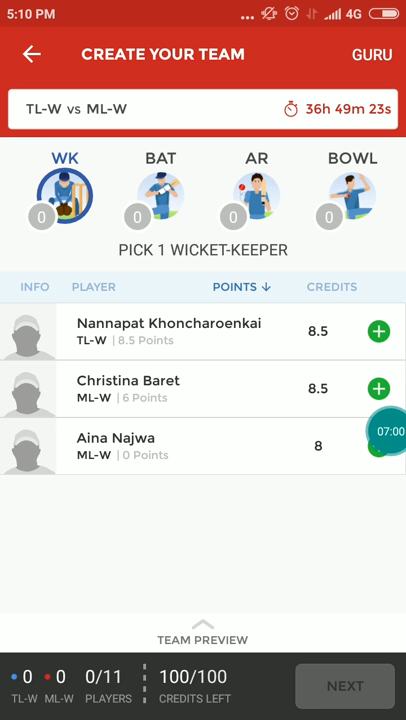 5:10 PM ... 4G
CREATE YOUR TEAM GURU
TL-W vs ML-W 36h 49m 23s
WK BAT AR BOWL
0 0 0 0
PICK 1 WICKET-KEEPER
INFO PLAYER POINTS ↓ CREDITS
Nannapat Khoncharoenkai
TL-W | 8.5 Points 8.5
Christina Baret
ML-W | 6 Points 8.5
07:00
Aina Najwa
ML-W | 0 Points 8
TEAM PREVIEW
0 0 0/11 100/100 NEXT
TL-W ML-W PLAYERS CREDITS LEFT